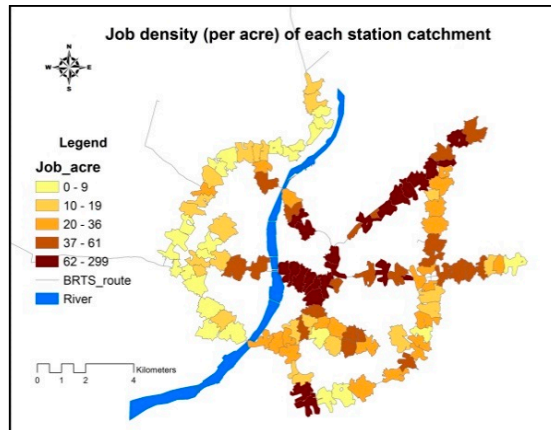 Job density (per acre) of each station catchment
N
W E
S
Legend
Job_acre
0 - 9
10 - 19
20 - 36
37 - 61
62 - 299
BRTS_route
River
Kilometers
0 1 2 4